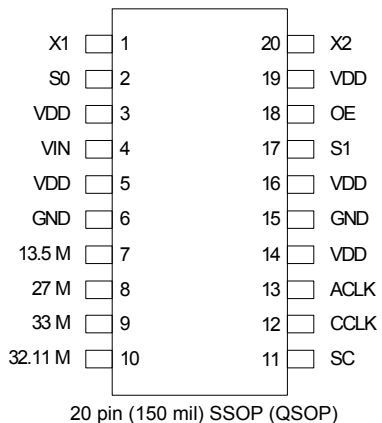 X1 1 20 X2
S0 2 19 VDD
VDD 3 18 OE
VIN 4 17 S1
VDD 5 16 VDD
GND 6 15 GND
13.5 M 7 14 VDD
27 M 8 13 ACLK
33 M 9 12 CCLK
32.11 M 10 11 SC
20 pin (150 mil) SSOP (QSOP)